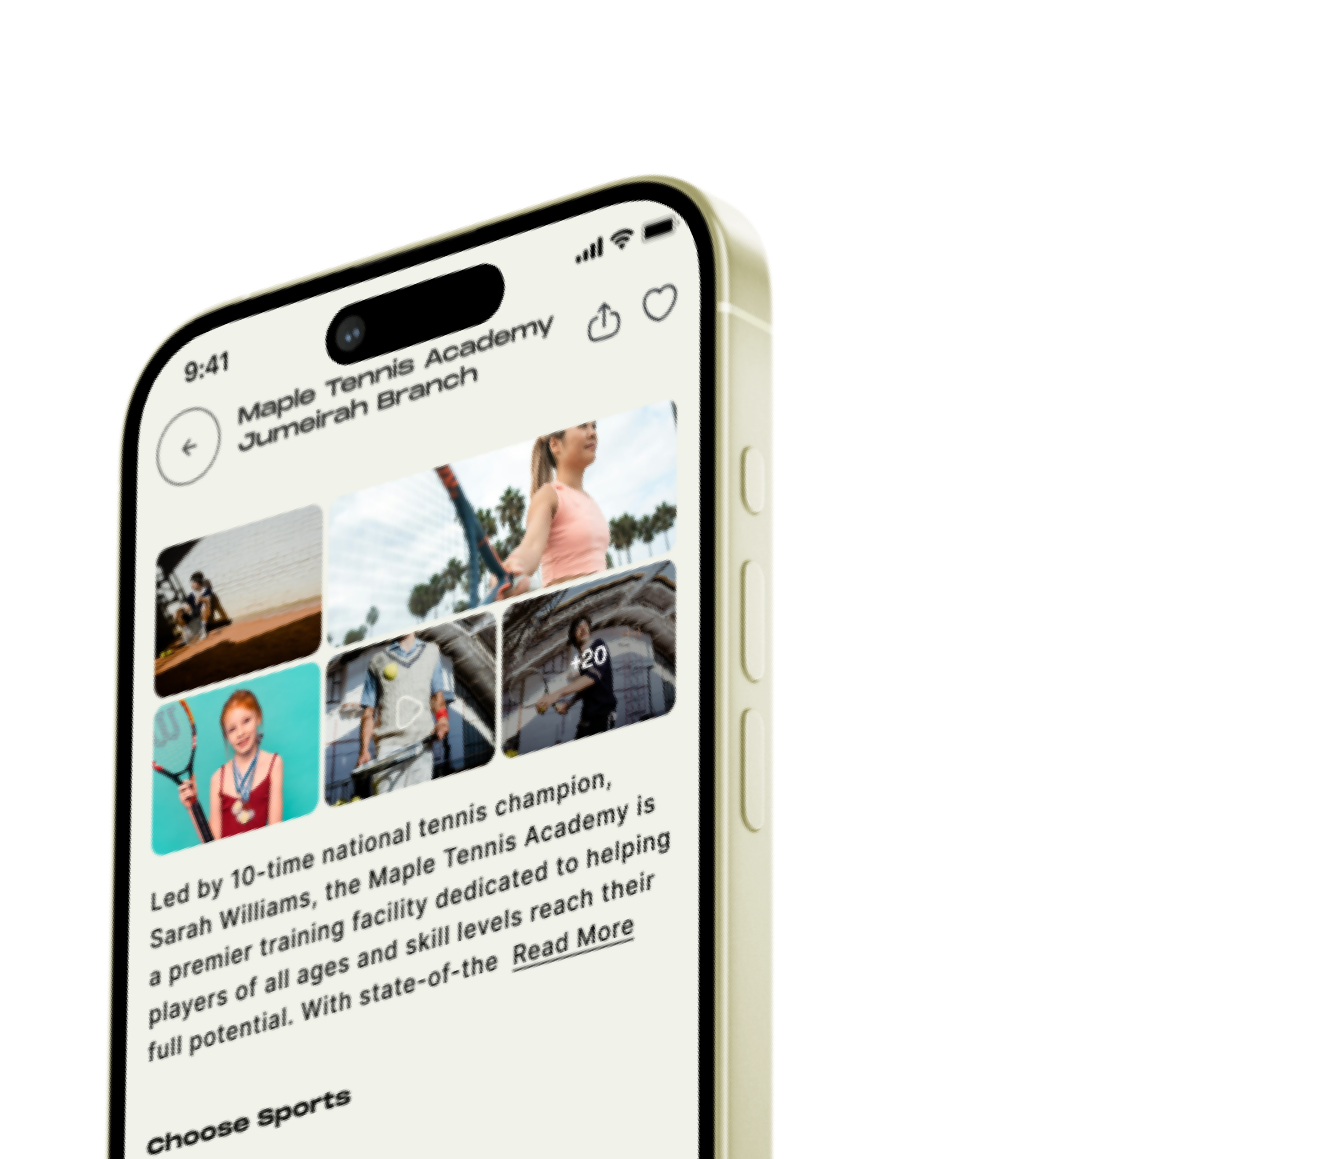 9:41
Maple Tennis Academy
Jumeirah Branch
+20
Led by 10-time national tennis champion,
Sarah Williams, the Maple Tennis Academy is
a premier training facility dedicated to helping
players of all ages and skill levels reach their
full potential. With state-of-the Read More
Choose Sports